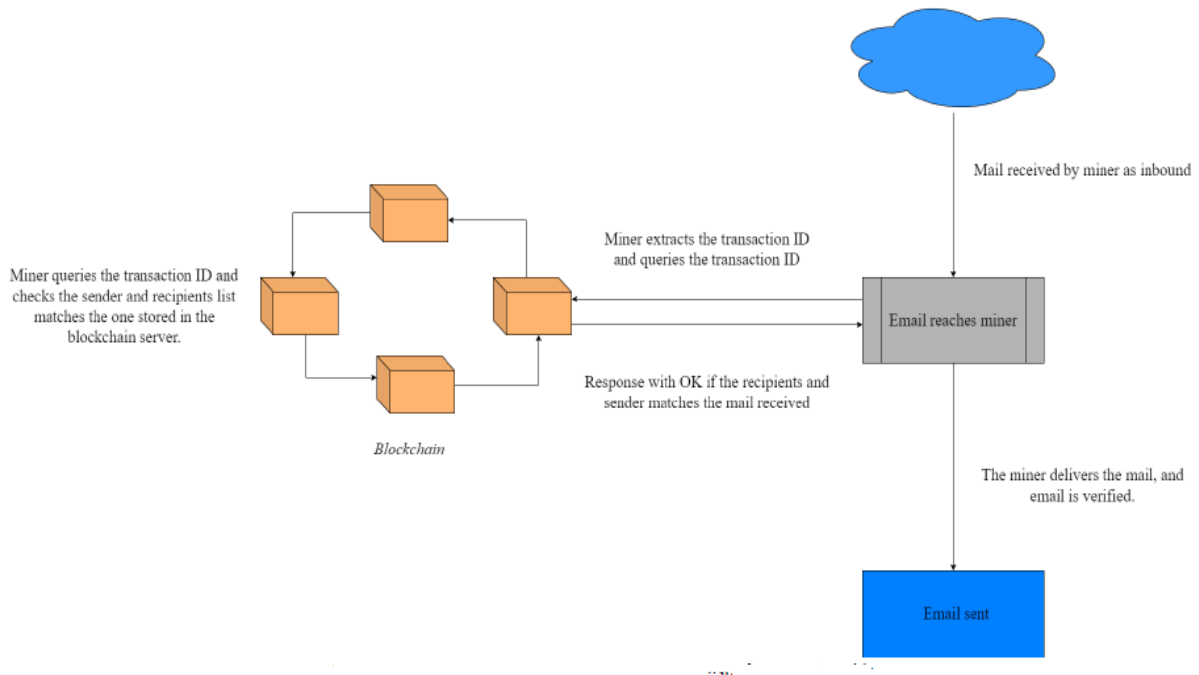 Mail received by miner as inbound
Miner extracts the transaction ID
and queries the transaction ID
Miner queries the transaction ID and
checks the sender and recipients list
matches the one stored in the
blockchain server.
Email reaches miner
Response with OK if the recipients and
sender matches the mail received
Blockchain
The miner delivers the mail, and
email is verified.
Email sent